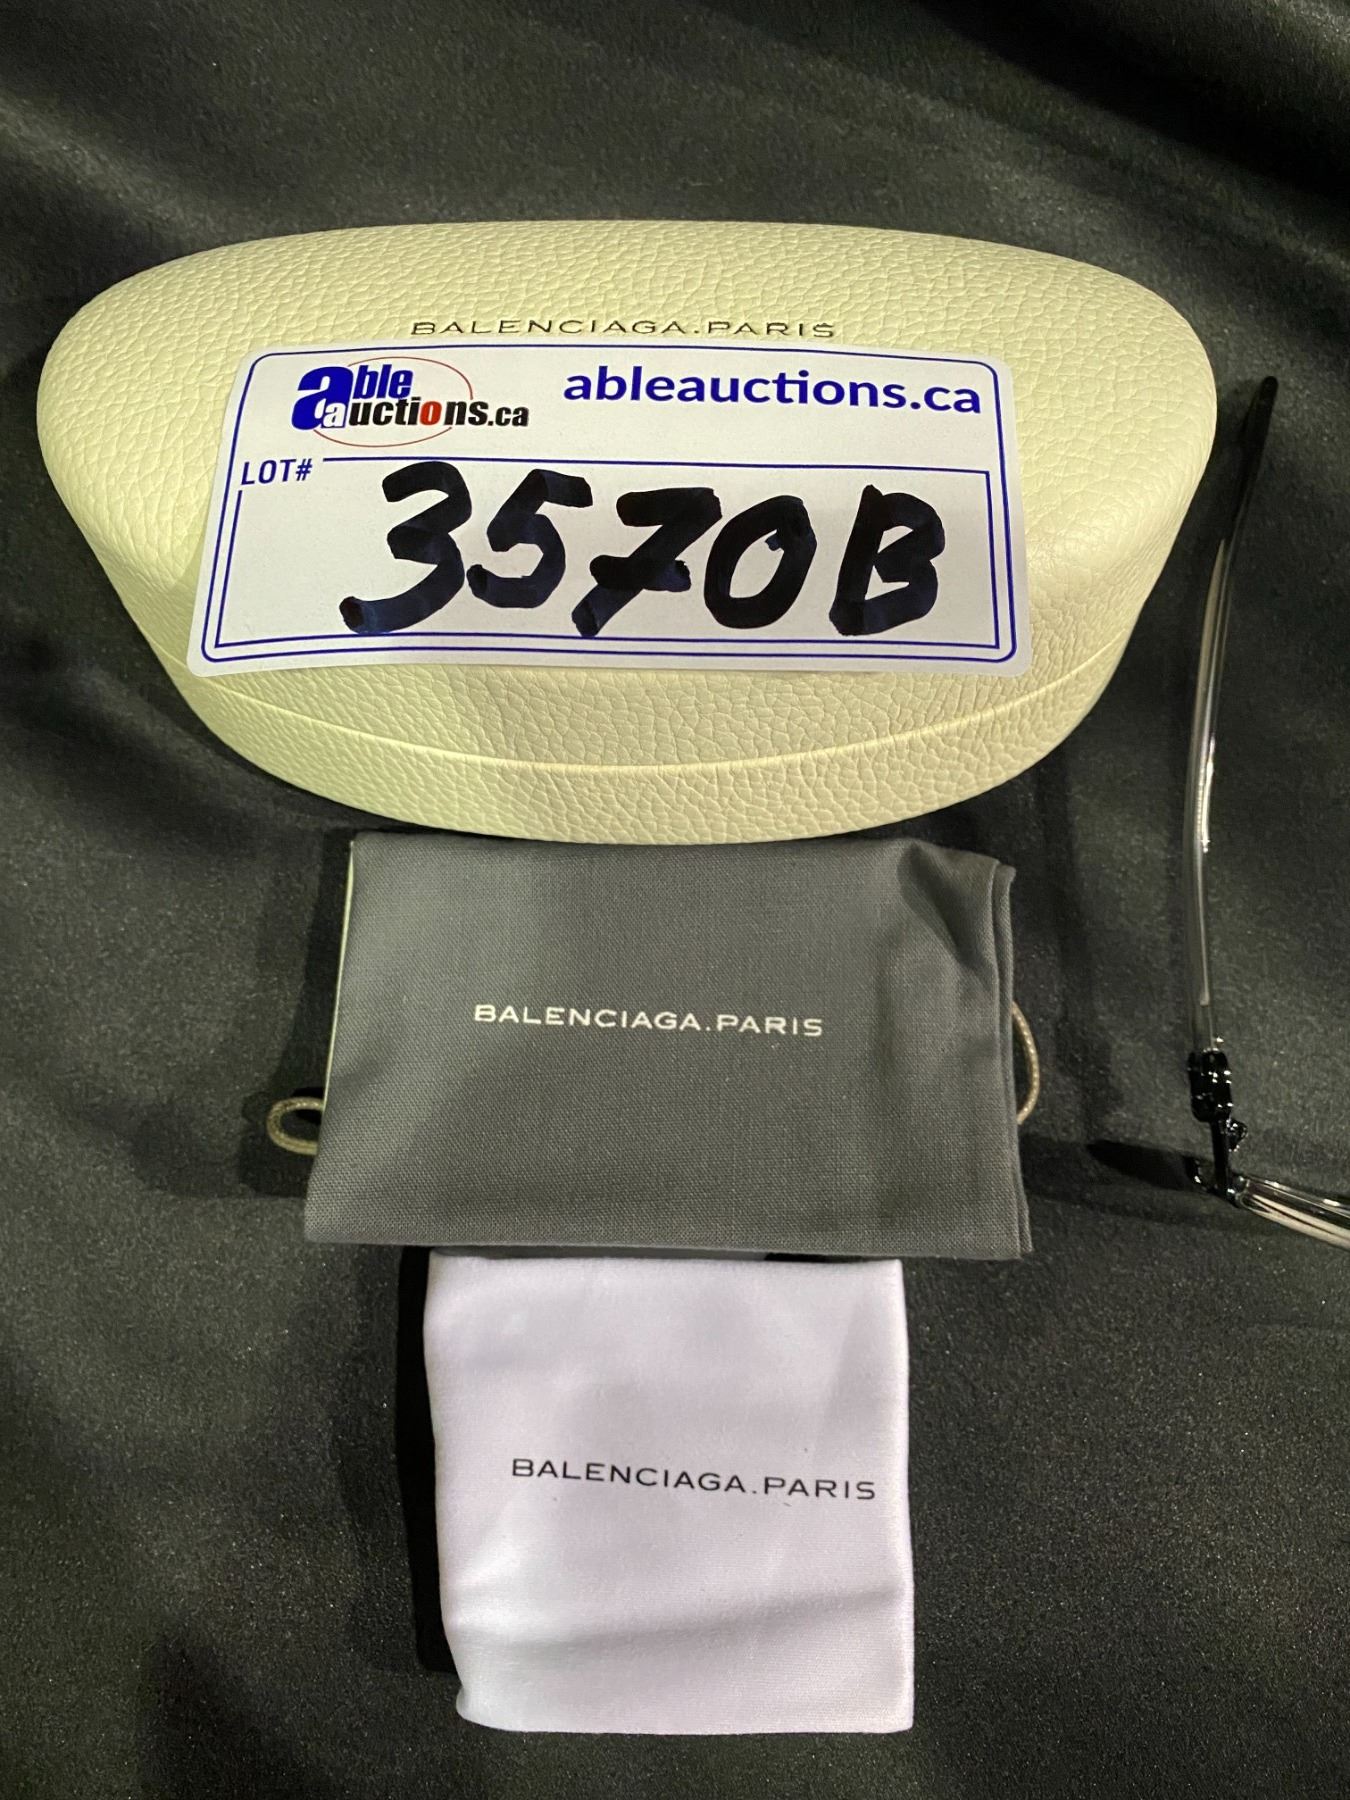 BALENCIAGA.PARIS
able auctions.ca
ableauctions.ca
LOT#
3570B
BALENCIAGA.PARIS
BALENCIAGA.PARIS